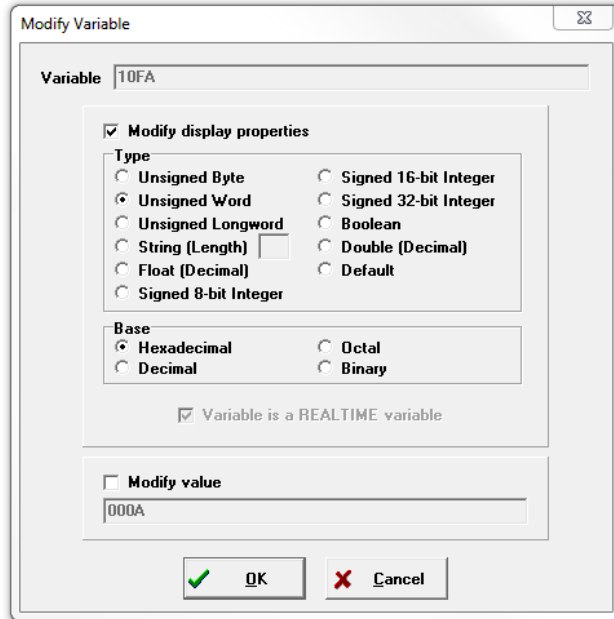 Modify Variable
Variable 10FA
Modify display properties
Type
Unsigned Byte Signed 16-bit Integer
Unsigned Word Signed 32-bit Integer
Unsigned Longword Boolean
String (Length) Double (Decimal)
Float (Decimal) Default
Signed 8-bit Integer
Base
Hexadecimal Octal
Decimal Binary
Variable is a REALTIME variable
Modify value
000A
OK Cancel